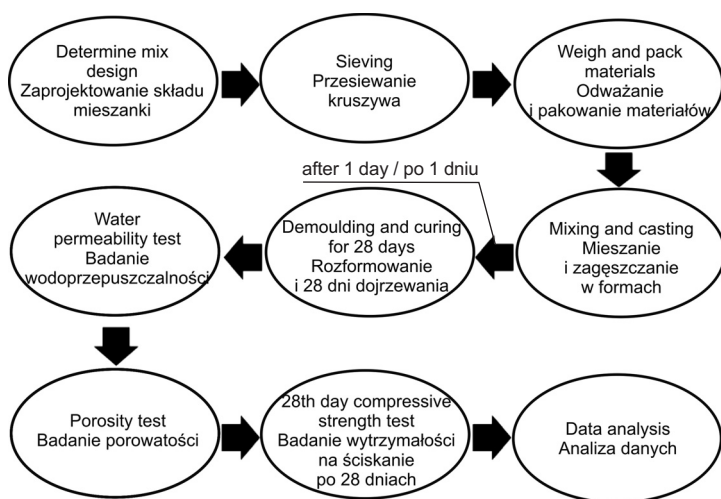 Determine mix
design
Zaprojektowanie składu
mieszanki
Sieving
Przesiewanie
kruszywa
Weigh and pack
materials
Odważanie
i pakowanie materiałów
after 1 day / po 1 dniu
Mixing and casting
Mieszanie
i zagęszczanie
w formach
Demoulding and curing
for 28 days
Rozformowanie
i 28 dni dojrzewania
Water
permeability test
Badanie
wodoprzepuszczalności
Porosity test
Badanie porowatości
28th day compressive
strength test
Badanie wytrzymałości
na ściskanie
po 28 dniach
Data analysis
Analiza danych